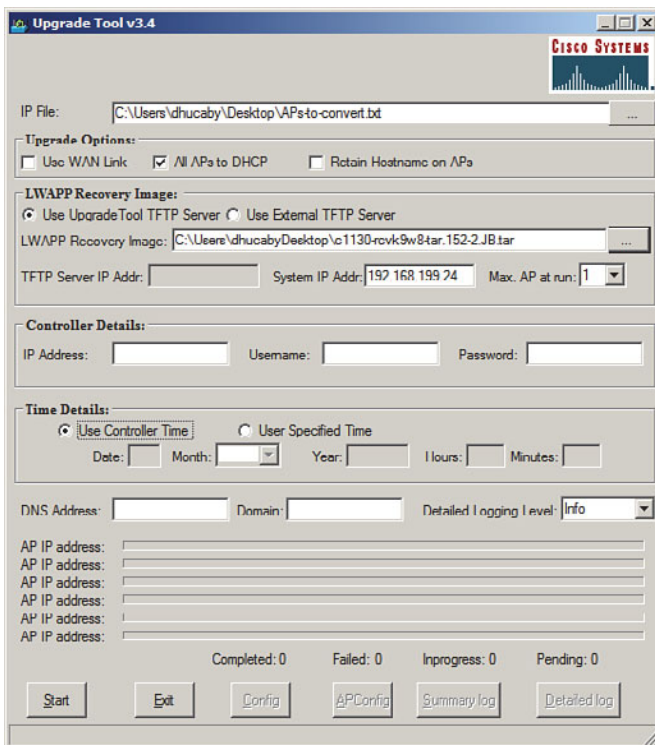 Upgrade Tool v3.4
CISCO SYSTEMS
IP File: C:\Users\dhucaby\Desktop\APs-to-convert.txt ...
Upgrade Options:
Use WAN Link All APs to DHCP Retain Hostname on APs
LWAPP Recovery Image:
Use UpgradeTool TFTP Server Use External TFTP Server
LWAPP Recovery Image: C:\Users\dhucabyDesktop\c1130-rcvk9w8-tar.152-2.JB.tar ...
TFTP Server IP Addr: System IP Addr: 192.168.199.24 Max. AP at run: 1
Controller Details:
IP Address: Username: Password:
Time Details:
Use Controller Time User Specified Time
Date: Month: Year: Hours: Minutes:
DNS Address: Domain: Detailed Logging Level: Info
AP IP address:
AP IP address:
AP IP address:
AP IP address:
AP IP address:
AP IP address:
Completed: 0 Failed: 0 Inprogress: 0 Pending: 0
Start Exit Config APConfig Summary log Detailed log